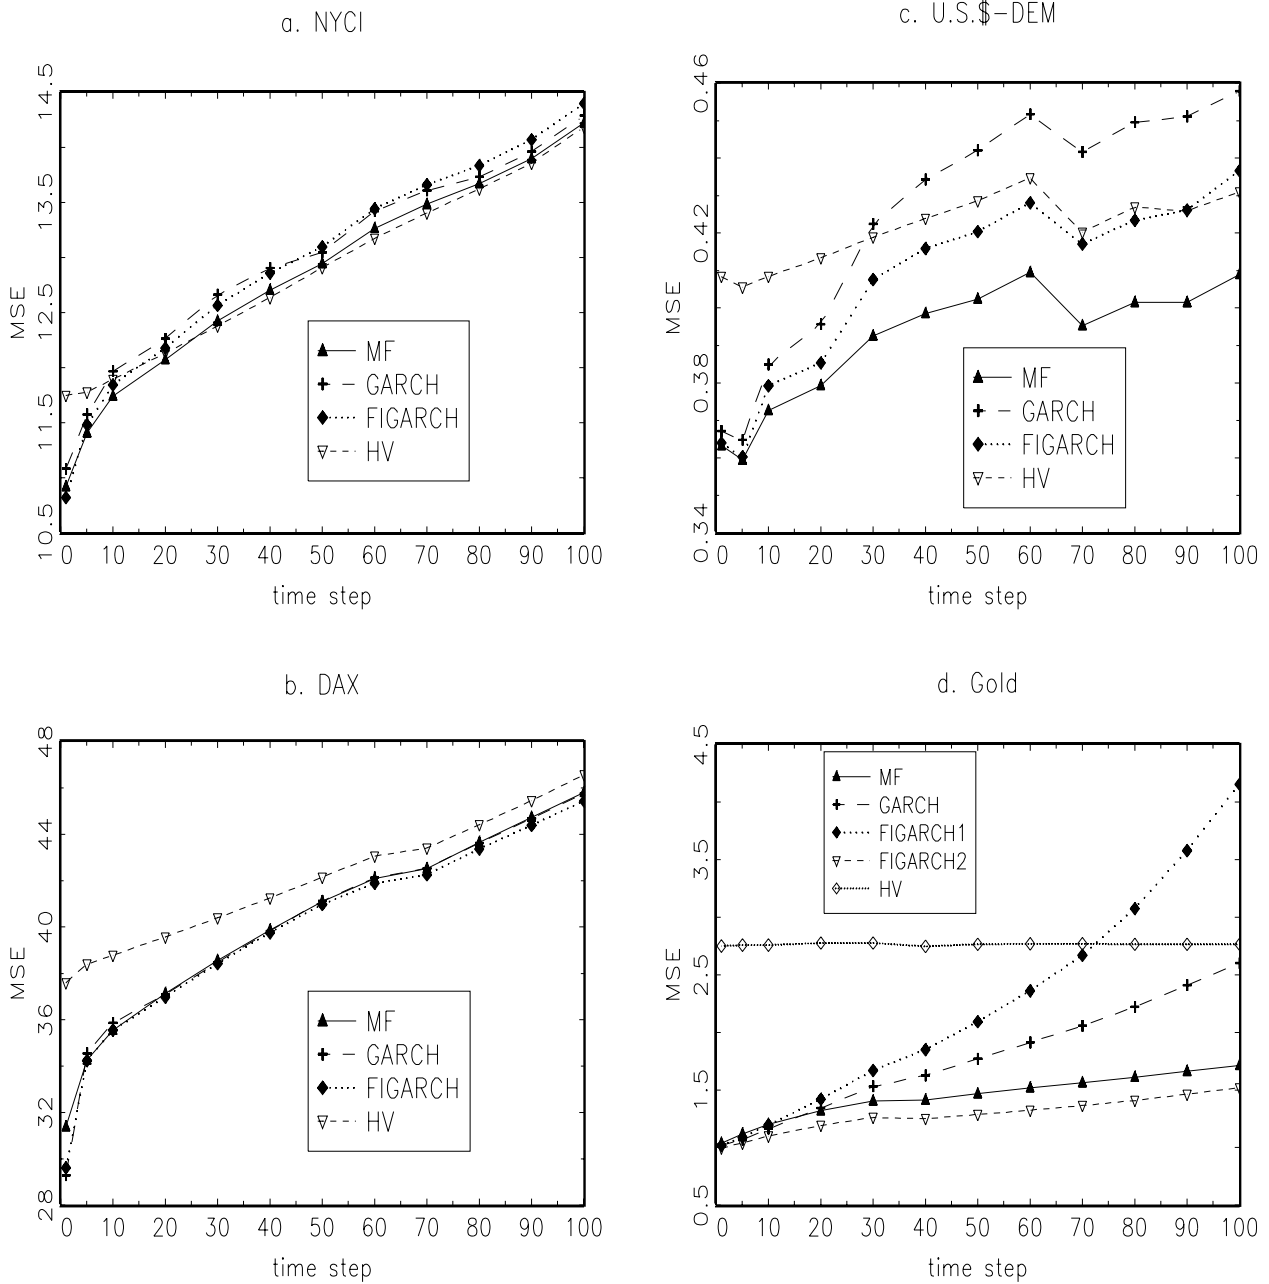 a. NYCI
MSE
14.5
13.5
12.5
11.5
10.5
MF
GARCH
FIGARCH
HV
0 10 20 30 40 50 60 70 80 90 100
time step
c. U.S.$-DEM
MSE
0.46
0.42
0.38
0.34
MF
GARCH
FIGARCH
HV
0 10 20 30 40 50 60 70 80 90 100
time step
b. DAX
MSE
48
44
40
36
32
28
MF
GARCH
FIGARCH
HV
0 10 20 30 40 50 60 70 80 90 100
time step
d. Gold
MSE
4.5
3.5
2.5
1.5
0.5
MF
GARCH
FIGARCH1
FIGARCH2
HV
0 10 20 30 40 50 60 70 80 90 100
time step